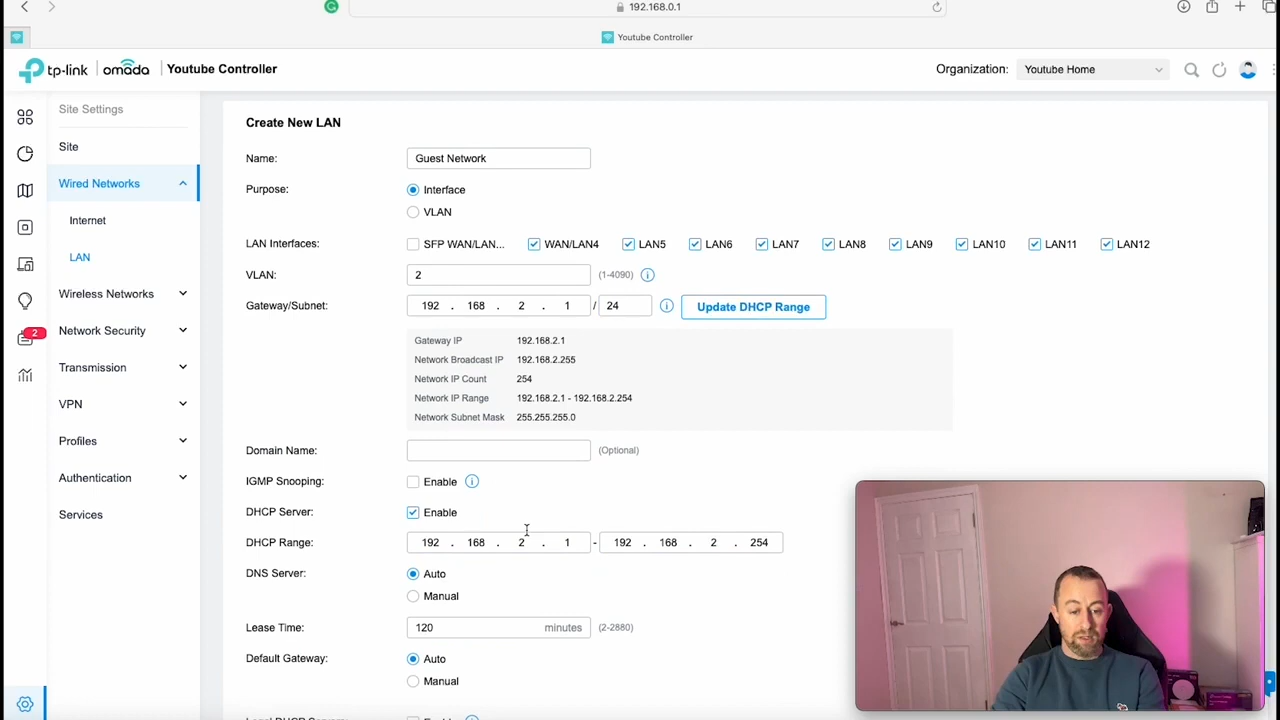 192.168.0.1
Youtube Controller
tp-link | omada | Youtube Controller Organization: Youtube Home
Site Settings
Site
Wired Networks
Internet
LAN
Wireless Networks
Network Security
2
Transmission
VPN
Profiles
Authentication
Services
Create New LAN
Name: Guest Network
Purpose: Interface
VLAN
LAN Interfaces: SFP WAN/LAN... WAN/LAN4 LAN5 LAN6 LAN7 LAN8 LAN9 LAN10 LAN11 LAN12
VLAN: 2 (1-4090)
Gateway/Subnet: 192 . 168 . 2 . 1 / 24 Update DHCP Range
Gateway IP 192.168.2.1
Network Broadcast IP 192.168.2.255
Network IP Count 254
Network IP Range 192.168.2.1 - 192.168.2.254
Network Subnet Mask 255.255.255.0
Domain Name: (Optional)
IGMP Snooping: Enable
DHCP Server: Enable
DHCP Range: 192 . 168 . 2 . 1 - 192 . 168 . 2 . 254
DNS Server: Auto
Manual
Lease Time: 120 minutes (2-2880)
Default Gateway: Auto
Manual